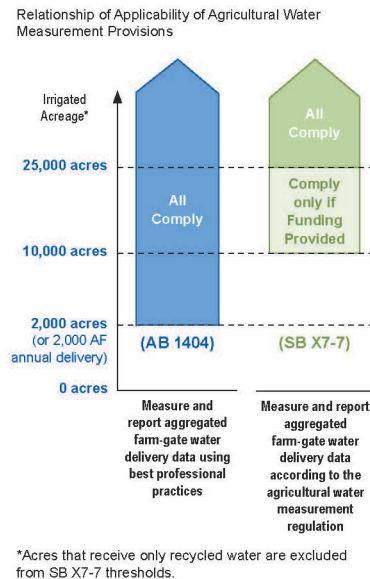 Relationship of Applicability of Agricultural Water
Measurement Provisions
Irrigated
Acreage*
All
Comply
25,000 acres
All
Comply
Comply
only if
Funding
Provided
10,000 acres
2,000 acres
(or 2,000 AF
annual delivery)
(AB 1404)
(SB X7-7)
0 acres
Measure and
report aggregated
farm-gate water
delivery data using
best professional
practices
Measure and report
aggregated
farm-gate water
delivery data
according to the
agricultural water
measurement
regulation
*Acres that receive only recycled water are excluded
from SB X7-7 thresholds.